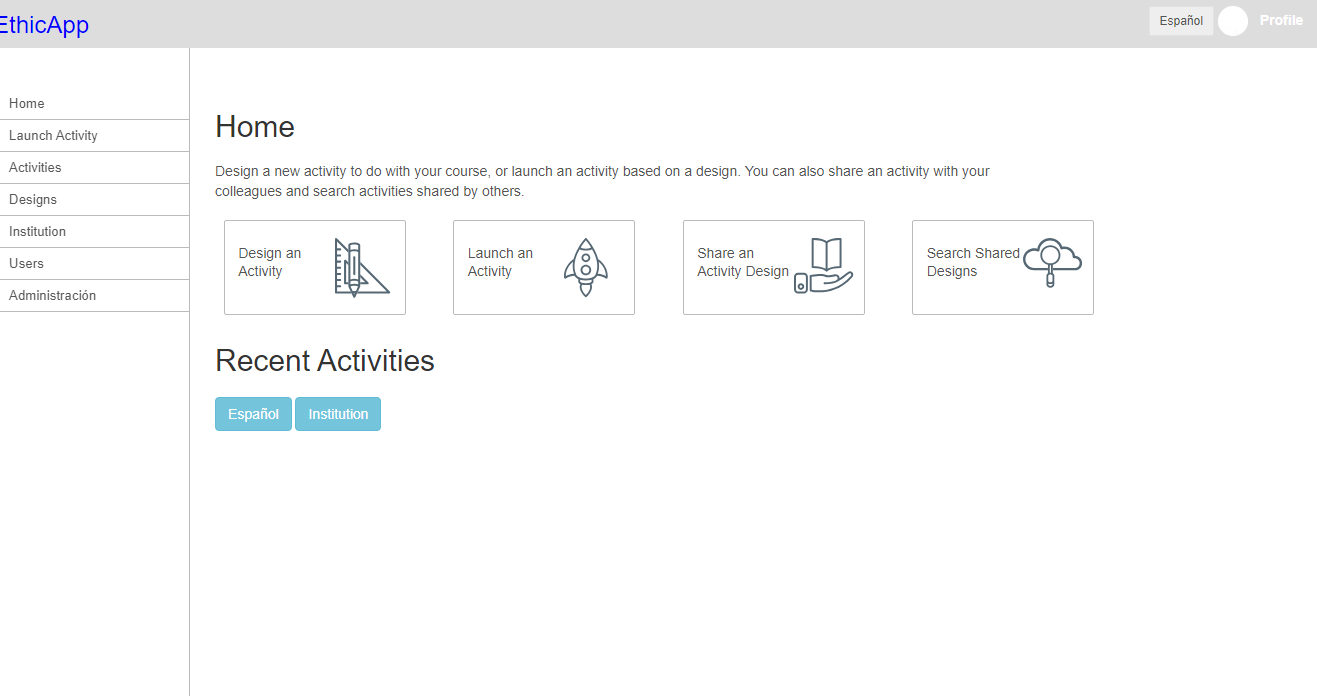 EthicApp
Español
Profile
Home
Launch Activity
Activities
Designs
Institution
Users
Administración
Home
Design a new activity to do with your course, or launch an activity based on a design. You can also share an activity with your
colleagues and search activities shared by others.
Design an
Activity
Launch an
Activity
Share an
Activity Design
Search Shared
Designs
Recent Activities
Español
Institution